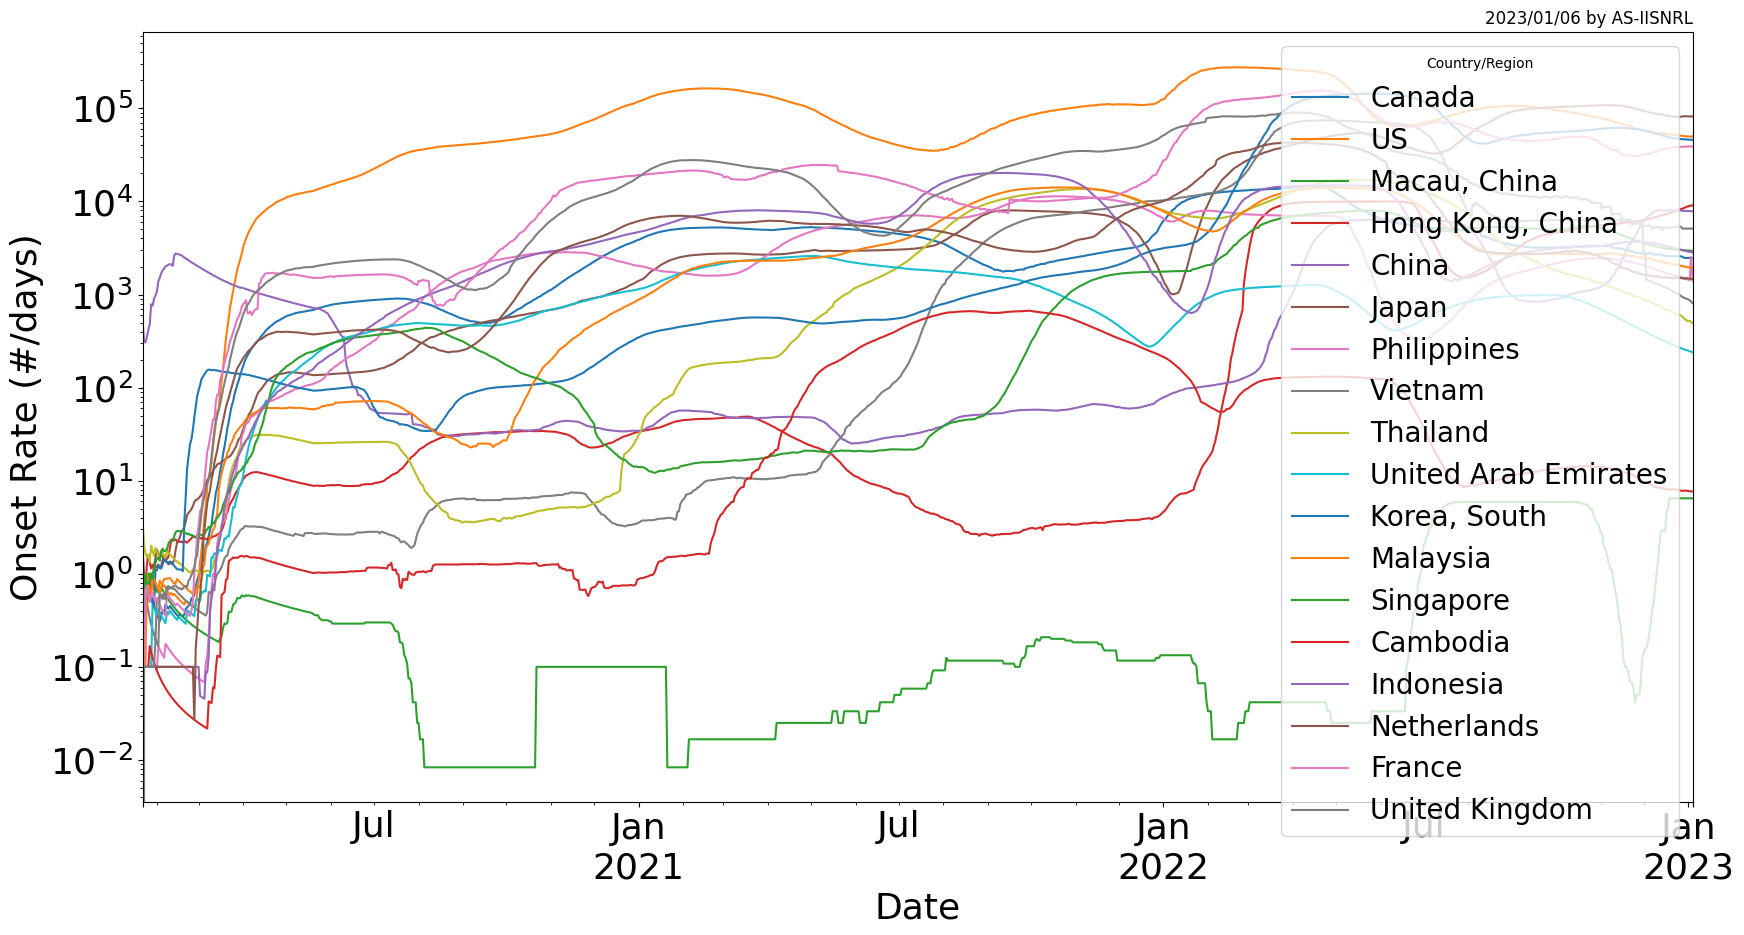 2023/01/06 by AS-IISNRL
Onset Rate (#/days)
10^5
10^4
10^3
10^2
10^1
10^0
10^-1
10^-2
Country/Region
Canada
US
Macau, China
Hong Kong, China
China
Japan
Philippines
Vietnam
Thailand
United Arab Emirates
Korea, South
Malaysia
Singapore
Cambodia
Indonesia
Netherlands
France
United Kingdom
Jul Jan Jul Jan Jul Jan
2021 2022 2023
Date